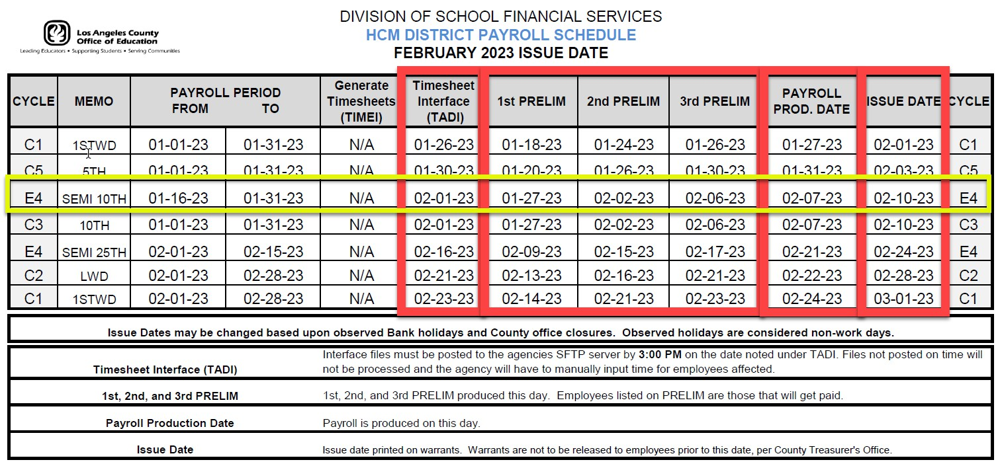 DIVISION OF SCHOOL FINANCIAL SERVICES
HCM DISTRICT PAYROLL SCHEDULE
FEBRUARY 2023 ISSUE DATE
Los Angeles County
Office of Education
Leading Educators • Supporting Students • Serving Communities
CYCLE MEMO PAYROLL PERIOD FROM TO Generate Timesheets (TIMEI) Timesheet Interface (TADI) 1st PRELIM 2nd PRELIM 3rd PRELIM PAYROLL PROD. DATE ISSUE DATE CYCLE
C1 1STWD 01-01-23 01-31-23 N/A 01-26-23 01-18-23 01-24-23 01-26-23 01-27-23 02-01-23 C1
C5 5TH 01-01-23 01-31-23 N/A 01-30-23 01-20-23 01-26-23 01-30-23 01-31-23 02-03-23 C5
E4 SEMI 10TH 01-16-23 01-31-23 N/A 02-01-23 01-27-23 02-02-23 02-06-23 02-07-23 02-10-23 E4
C3 10TH 01-01-23 01-31-23 N/A 02-01-23 01-27-23 02-02-23 02-06-23 02-07-23 02-10-23 C3
E4 SEMI 25TH 02-01-23 02-15-23 N/A 02-16-23 02-09-23 02-15-23 02-17-23 02-21-23 02-24-23 E4
C2 LWD 02-01-23 02-28-23 N/A 02-21-23 02-13-23 02-16-23 02-21-23 02-22-23 02-28-23 C2
C1 1STWD 02-01-23 02-28-23 N/A 02-23-23 02-14-23 02-21-23 02-23-23 02-24-23 03-01-23 C1
Issue Dates may be changed based upon observed Bank holidays and County office closures. Observed holidays are considered non-work days.
Timesheet Interface (TADI) Interface files must be posted to the agencies SFTP server by 3:00 PM on the date noted under TADI. Files not posted on time will
not be processed and the agency will have to manually input time for employees affected.
1st, 2nd, and 3rd PRELIM 1st, 2nd, and 3rd PRELIM produced this day. Employees listed on PRELIM are those that will get paid.
Payroll Production Date Payroll is produced on this day.
Issue Date Issue date printed on warrants. Warrants are not to be released to employees prior to this date, per County Treasurer's Office.